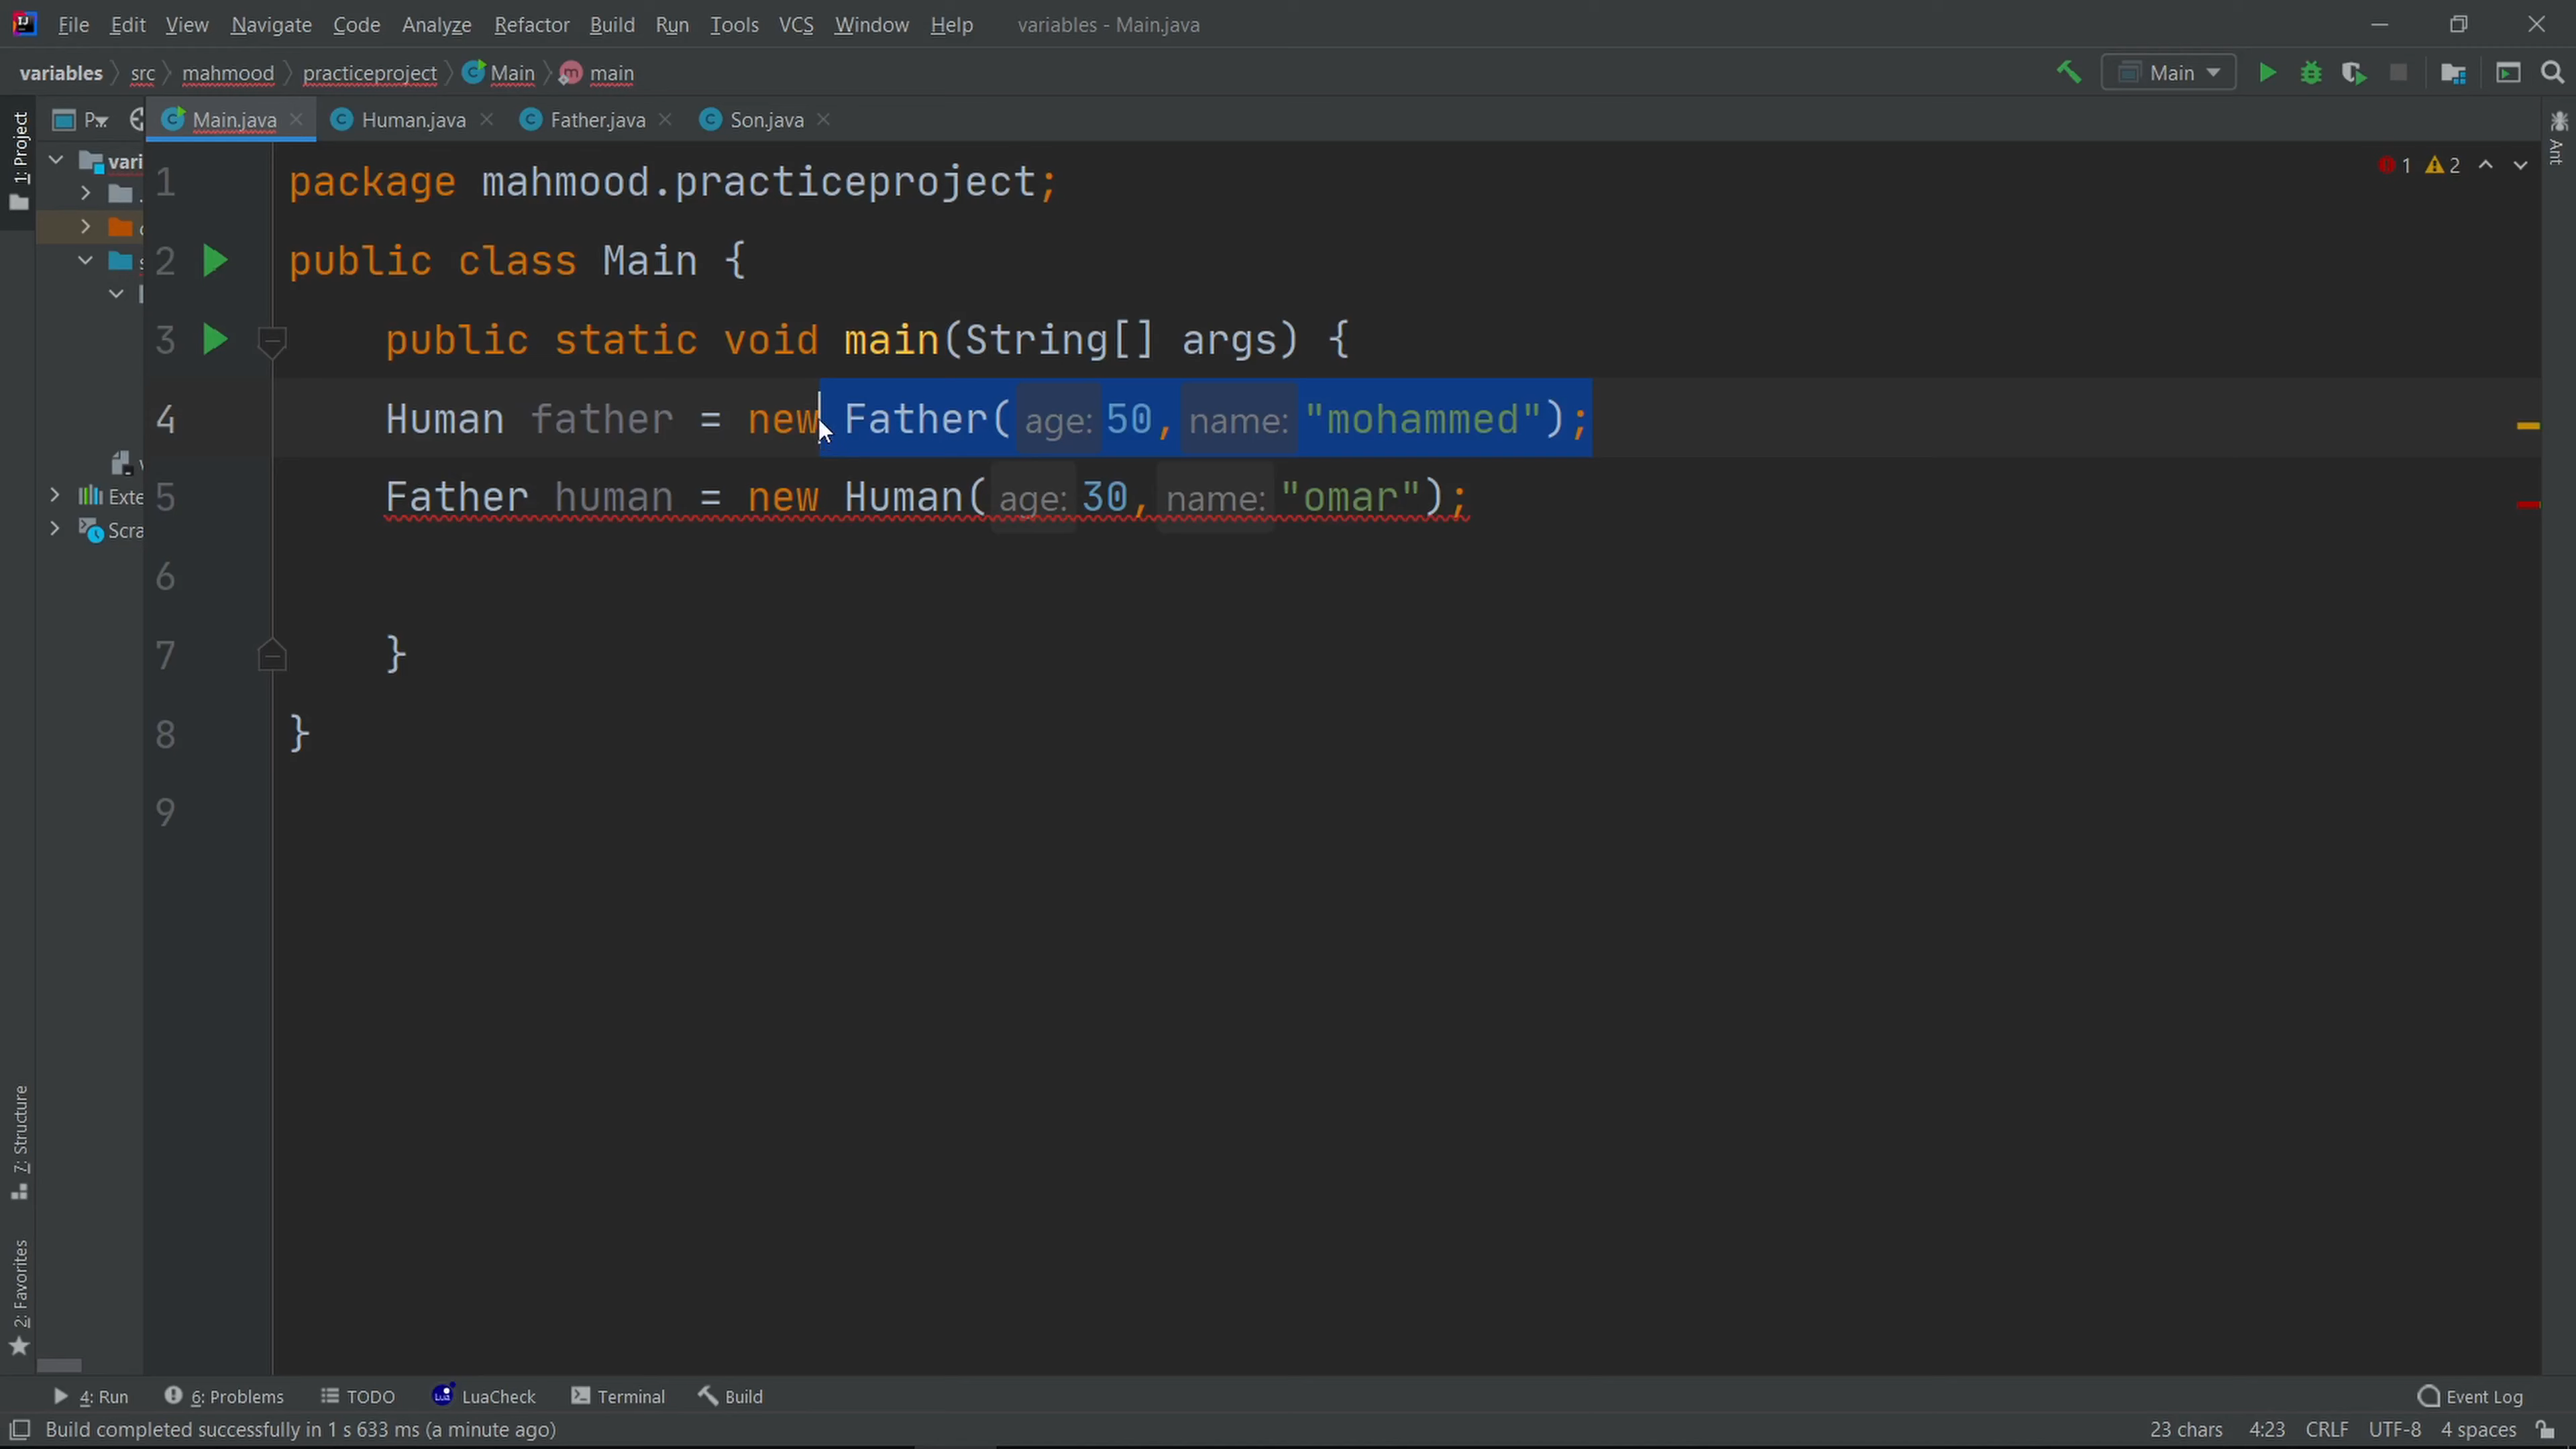 File Edit View Navigate Code Analyze Refactor Build Run Tools VCS Window Help variables - Main.java
variables src mahmood practiceproject Main main Main
P... Main.java Human.java Father.java Son.java
1: Project
vari
Exte
Scra
7: Structure
2: Favorites
Ant
1 2
1 package mahmood.practiceproject;
2 public class Main {
3 public static void main(String[] args) {
4 Human father = new Father( age: 50, name: "mohammed");
5 Father human = new Human( age: 30, name: "omar");
6
7 }
8 }
9
4: Run 6: Problems TODO LuaCheck Terminal Build Event Log
Build completed successfully in 1 s 633 ms (a minute ago) 23 chars 4:23 CRLF UTF-8 4 spaces